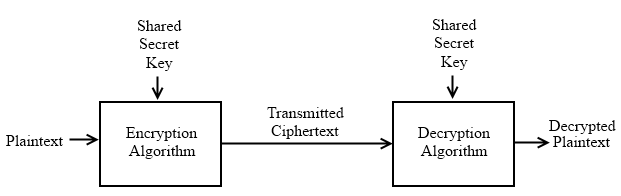 Shared
Secret
Key
Shared
Secret
Key
Plaintext
Encryption
Algorithm
Transmitted
Ciphertext
Decryption
Algorithm
Decrypted
Plaintext